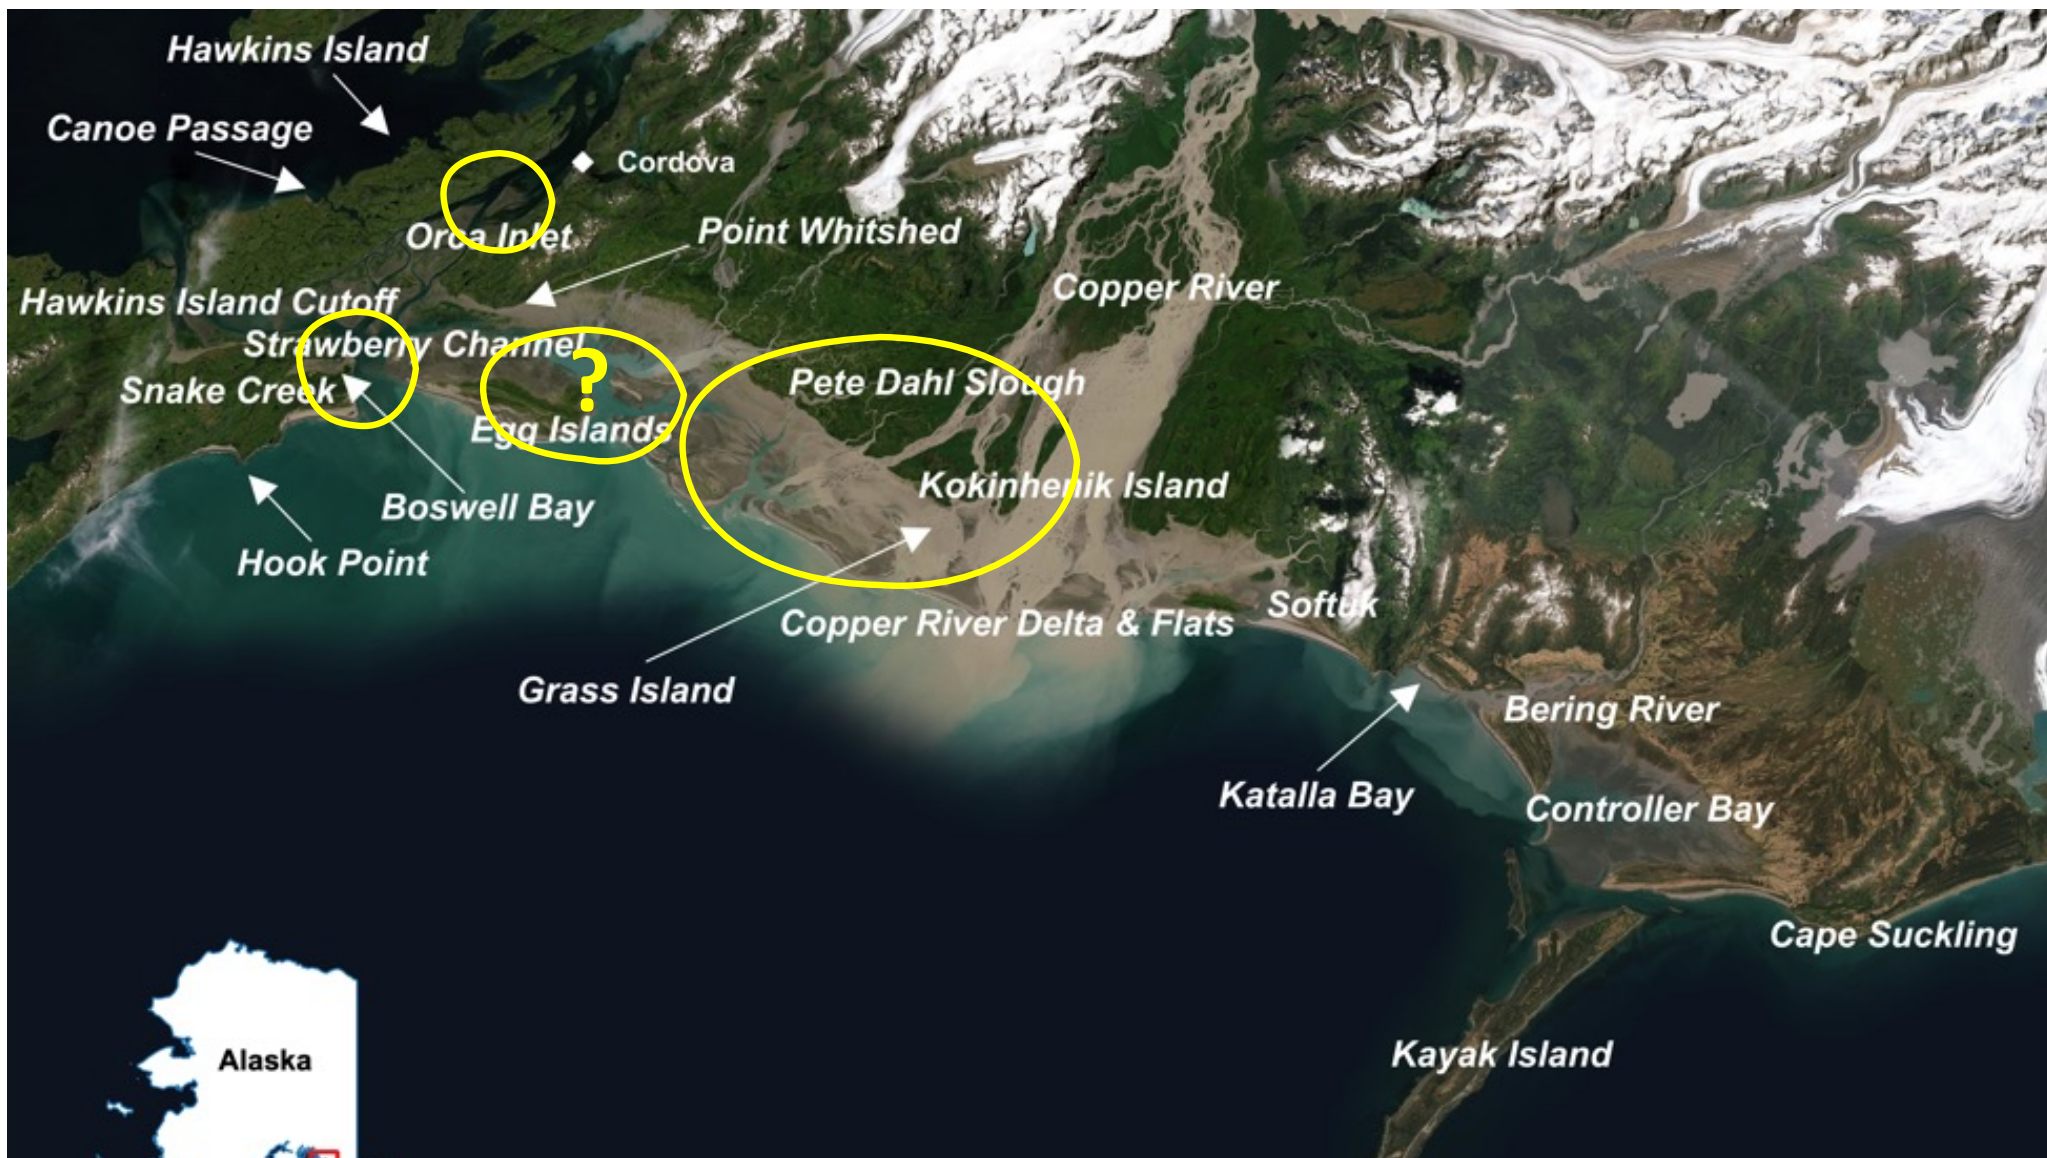 Hawkins Island
Canoe Passage
Cordova
Orca Inlet
Point Whitshed
Copper River
Hawkins Island Cutoff
Strawberry Channel
?
Snake Creek
Pete Dahl Slough
Egg Islands
Kokinhenik Island
Boswell Bay
Hook Point
Softuk
Copper River Delta & Flats
Grass Island
Bering River
Katalla Bay
Controller Bay
Cape Suckling
Kayak Island
Alaska